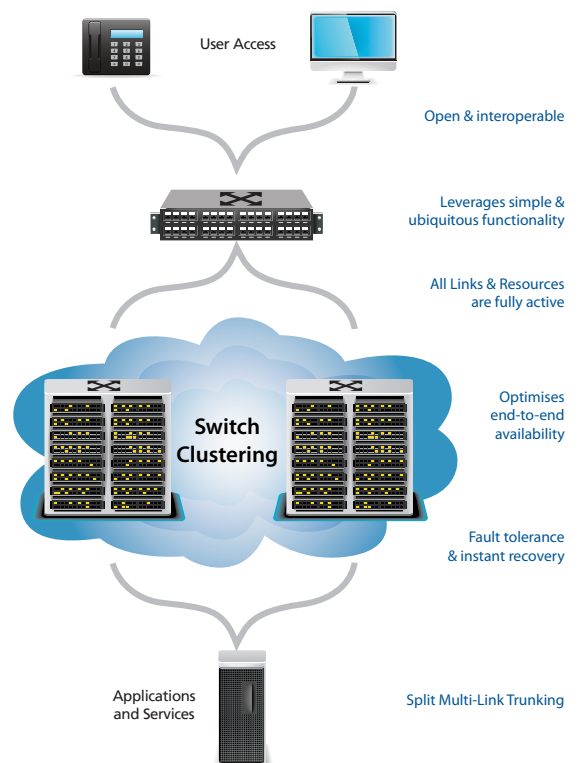 User Access
Open & interoperable
Leverages simple &
ubiquitous functionality
All Links & Resources
are fully active
Switch
Clustering
Optimises
end-to-end
availability
Fault tolerance
& instant recovery
Applications
and Services
Split Multi-Link Trunking